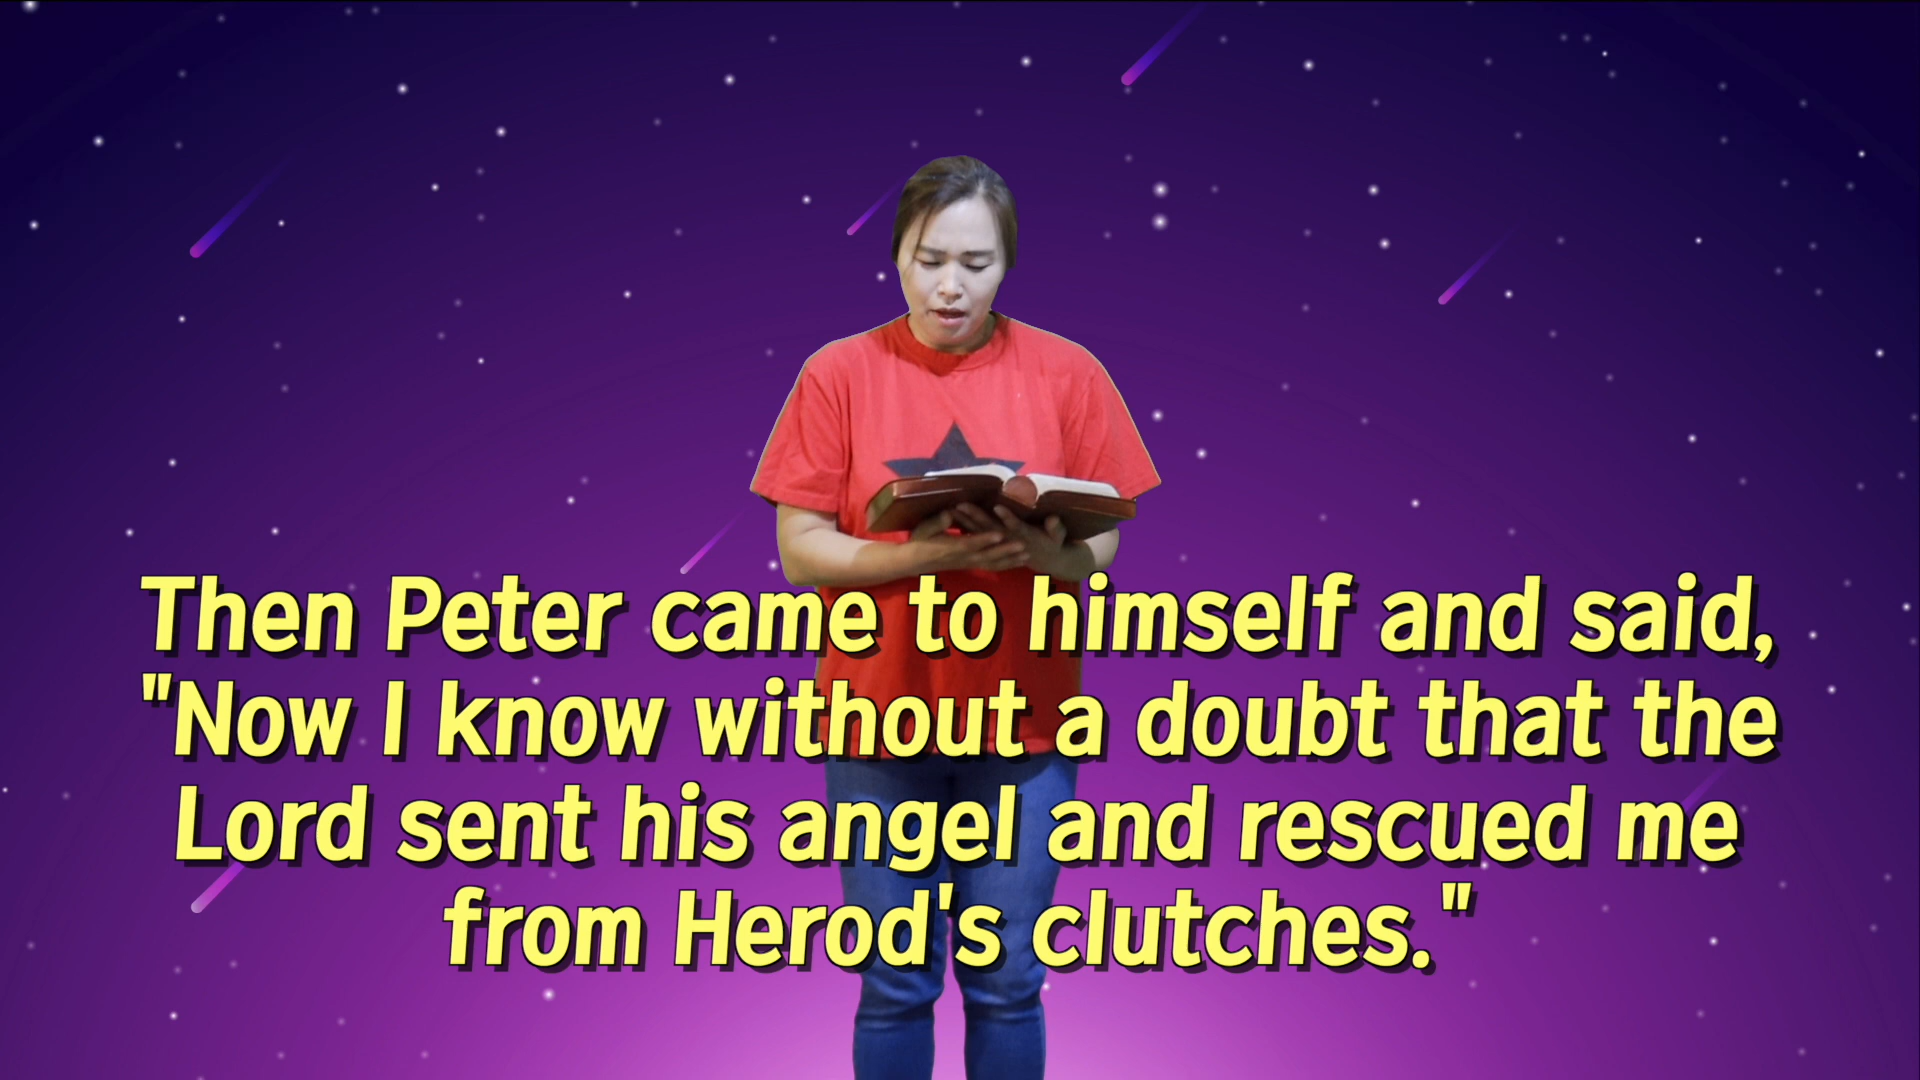 Then Peter came to himself and said,
"Now I know without a doubt that the
Lord sent his angel and rescued me
from Herod's clutches."